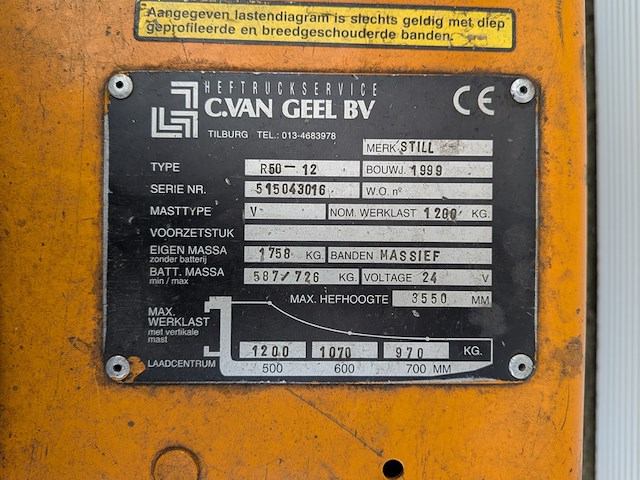 Aangegeven lastendiagram is slechts geldig met diep
geprofileerde en breedgeschouderde banden.
HEFTRUCKSERVICE
C.VAN GEEL BV
CE
TILBURG TEL.: 013-4683978
MERK STILL
TYPE R50-12 BOUWJ. 1999
SERIE NR. 515043016 W.O. nº
MASTTYPE V NOM. WERKLAST 1200 KG.
VOORZETSTUK
EIGEN MASSA 1758 KG. BANDEN MASSIEF
zonder batterij
BATT. MASSA 587/726 KG. VOLTAGE 24 V
min / max
MAX. HEFHOOGTE 3550 MM
MAX.
WERKLAST
met vertikale
mast
1200 1070 970 KG.
LAADCENTRUM 500 600 700 MM